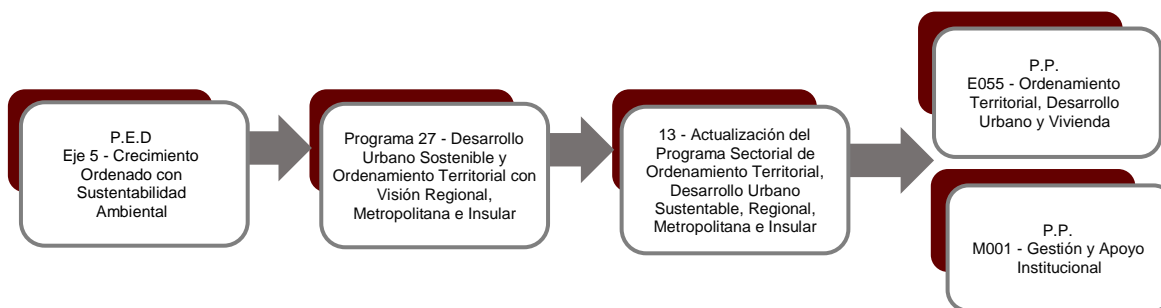 P.E.D
Eje 5 - Crecimiento
Ordenado con
Sustentabilidad
Ambiental
Programa 27 - Desarrollo
Urbano Sostenible y
Ordenamiento Territorial con
Visión Regional,
Metropolitana e Insular
13 - Actualización del
Programa Sectorial de
Ordenamiento Territorial,
Desarrollo Urbano
Sustentable, Regional,
Metropolitana e Insular
P.P.
E055 - Ordenamiento
Territorial, Desarrollo
Urbano y Vivienda
P.P.
M001 - Gestión y Apoyo
Institucional